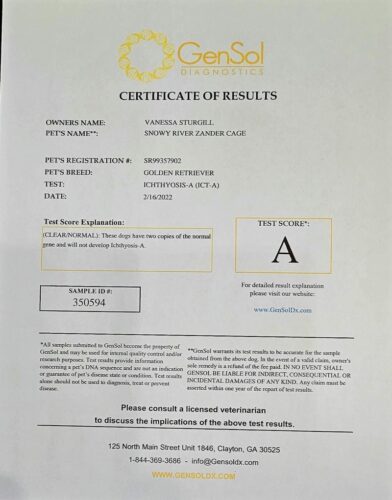 GenSol
DIAGNOSTICS
CERTIFICATE OF RESULTS
OWNERS NAME: VANESSA STURGILL
PET'S NAME**: SNOWY RIVER ZANDER CAGE
PET'S REGISTRATION #: SR99357902
PET'S BREED: GOLDEN RETRIEVER
TEST: ICHTHYOSIS-A (ICT-A)
DATE: 2/16/2022
Test Score Explanation:
(CLEAR/NORMAL): These dogs have two copies of the normal
gene and will not develop Ichthyosis-A.
TEST SCORE*:
A
SAMPLE ID #:
350594
For detailed result explanation
please visit our website:
www.GenSolDx.com
*All samples submitted to GenSol become the property of
GenSol and may be used for internal quality control and/or
research purposes. Test results provide information
concerning a pet's DNA sequence and are not an indication
or guarantee of pet's disease state or condition. Test results
alone should not be used to diagnosis, treat or prevent
disease.
**GenSol warrants its test results to be accurate for the sample
obtained from the above dog. In the event of a valid claim, owner's
sole remedy is a refund of the fee paid. IN NO EVENT SHALL
GENSOL BE LIABLE FOR INDIRECT, CONSEQUENTIAL OR
INCIDENTAL DAMAGES OF ANY KIND. Any claim must be
asserted within one year of the report of test results.
Please consult a licensed veterinarian
to discuss the implications of the above test results.
125 North Main Street Unit 1846, Clayton, GA 30525
1-844-369-3686 - info@Gensoldx.com
WWW.GENSOLDX.COM